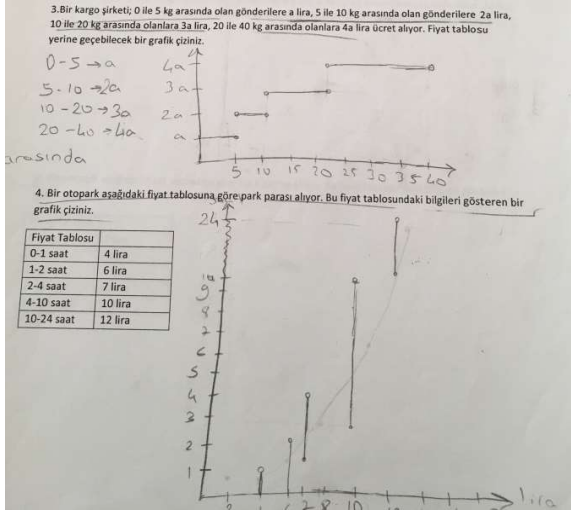 3.Bir kargo şirketi; 0 ile 5 kg arasında olan gönderilere a lira, 5 ile 10 kg arasında olan gönderilere 2a lira,
10 ile 20 kg arasında olanlara 3a lira, 20 ile 40 kg arasında olanlara 4a lira ücret alıyor. Fiyat tablosu
yerine geçebilecek bir grafik çiziniz.
0-5 → a
5-10 → 2a
10-20 → 3a
20-40 → 4a
arasında
4a
3a
2a
a
5 10 15 20 25 30 35 40
4. Bir otopark aşağıdaki fiyat tablosuna göre park parası alıyor. Bu fiyat tablosundaki bilgileri gösteren bir
grafik çiziniz.
Fiyat Tablosu
0-1 saat 4 lira
1-2 saat 6 lira
2-4 saat 7 lira
4-10 saat 10 lira
10-24 saat 12 lira
24
10
9
8
7
6
5
4
3
2
1
7 8 10
lira